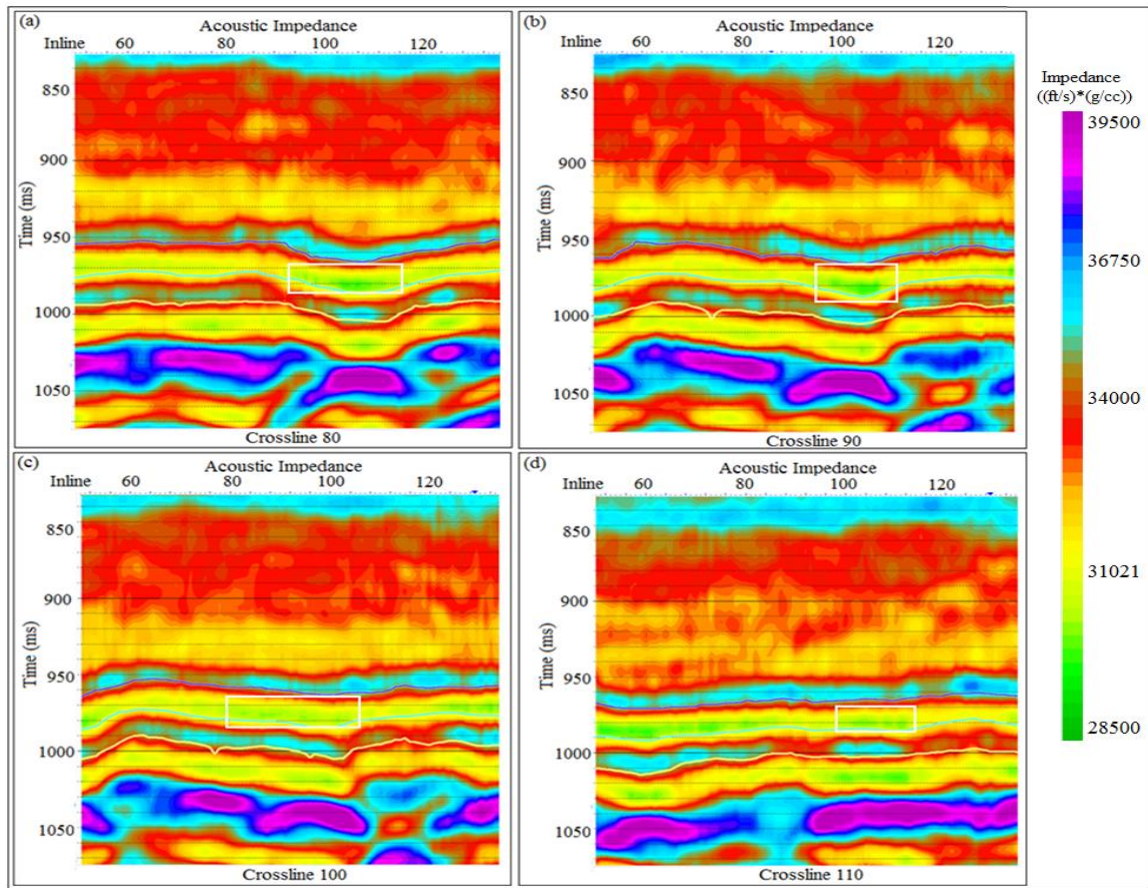 (a)
Acoustic Impedance
Inline 60 80 100 120
850
900
950
1000
1050
Time (ms)
Crossline 80
(b)
Acoustic Impedance
Inline 60 80 100 120
850
900
950
1000
1050
Time (ms)
Crossline 90
Impedance
((ft/s)*(g/cc))
39500
36750
34000
31021
28500
(c)
Acoustic Impedance
Inline 60 80 100 120
850
900
950
1000
1050
Time (ms)
Crossline 100
(d)
Acoustic Impedance
Inline 60 80 100 120
850
900
950
1000
1050
Time (ms)
Crossline 110